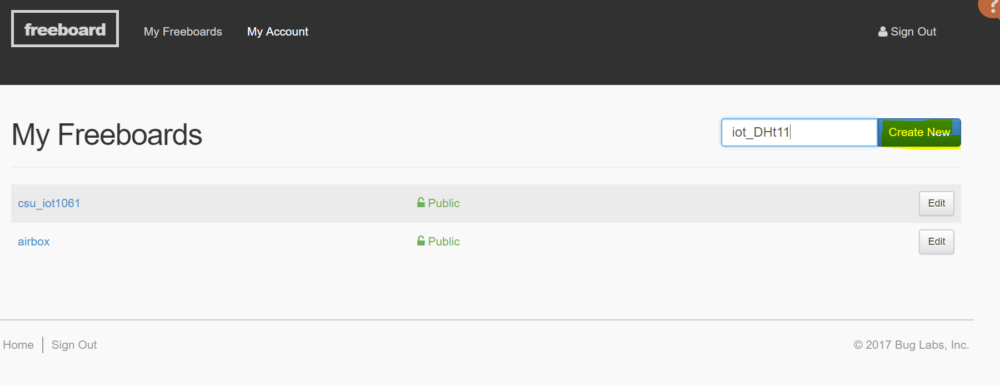 freeboard
My Freeboards
My Account
Sign Out
?
My Freeboards
iot_DHt11
Create New
csu_iot1061
Public
Edit
airbox
Public
Edit
Home
Sign Out
© 2017 Bug Labs, Inc.